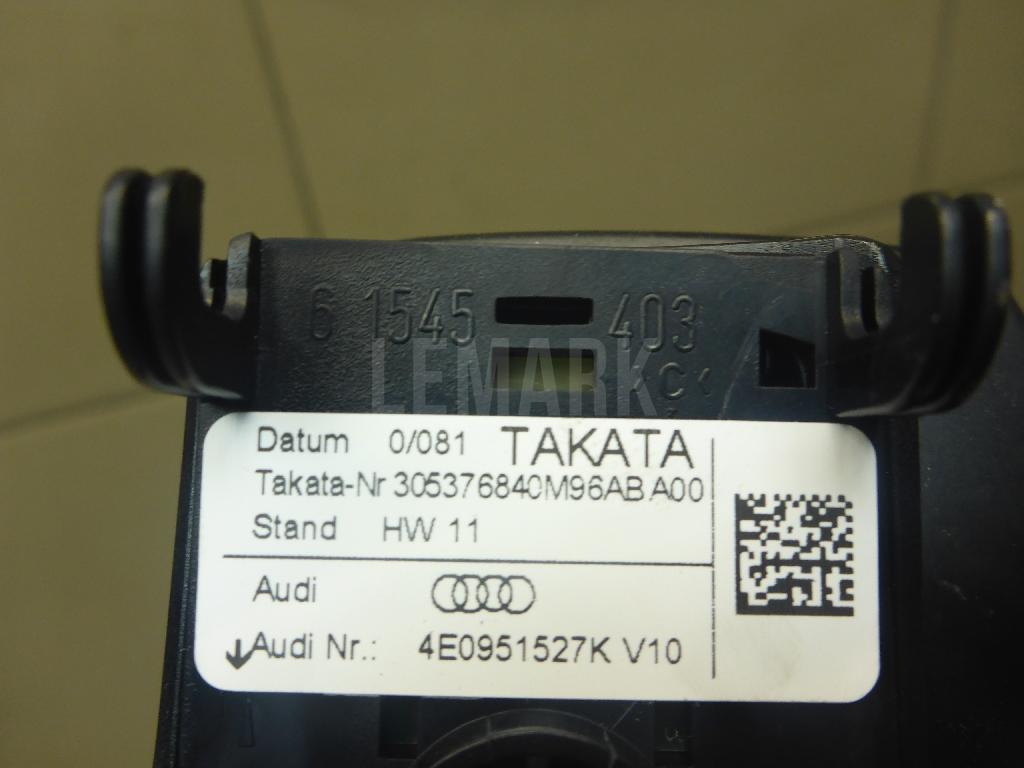 6 1545 403
LEMARK
Datum 0/081 TAKATA
Takata-Nr 305376840M96AB A00
Stand HW 11
Audi
Audi Nr.: 4E0951527K V10